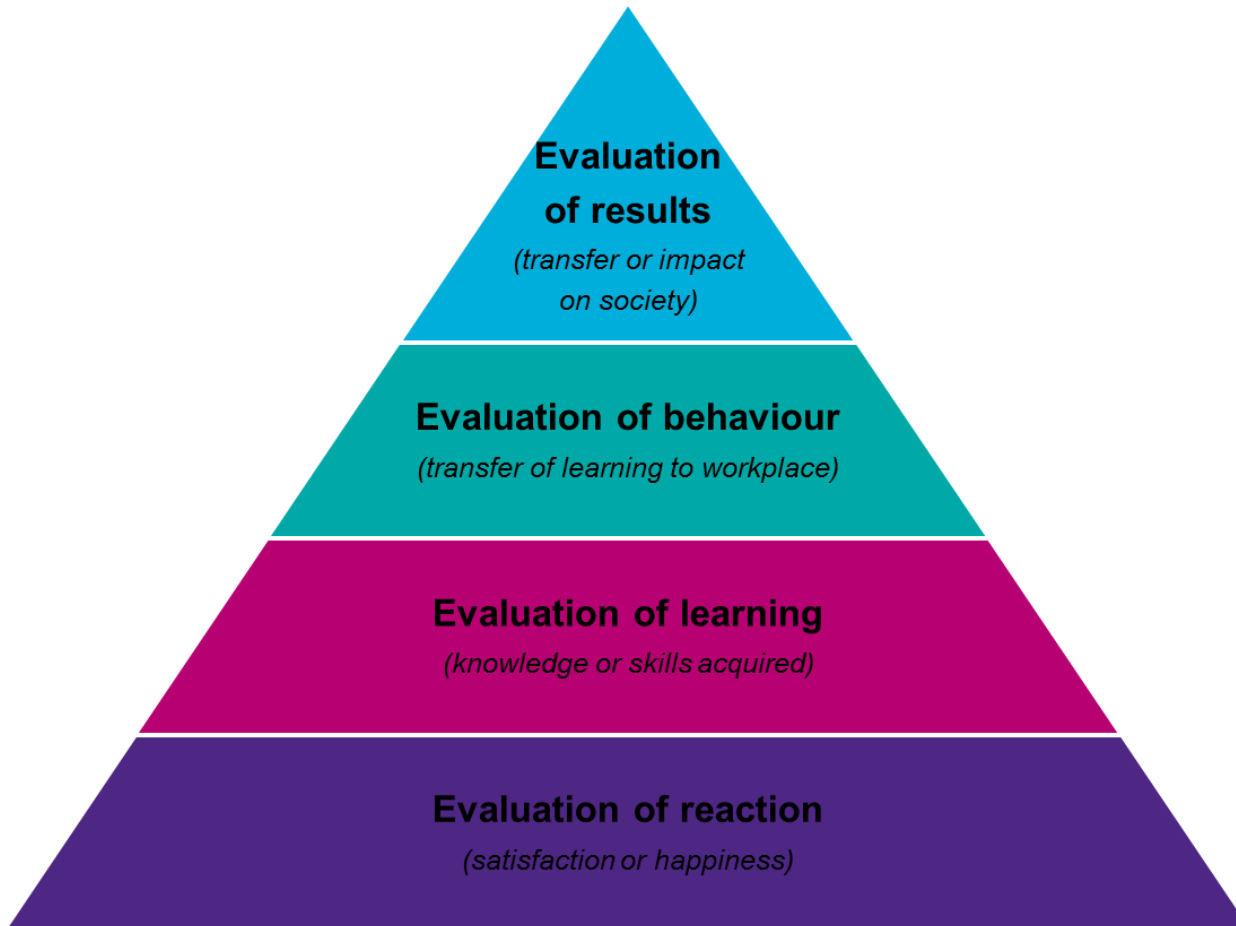 Evaluation
of results
(transfer or impact
on society)
Evaluation of behaviour
(transfer of learning to workplace)
Evaluation of learning
(knowledge or skills acquired)
Evaluation of reaction
(satisfaction or happiness)